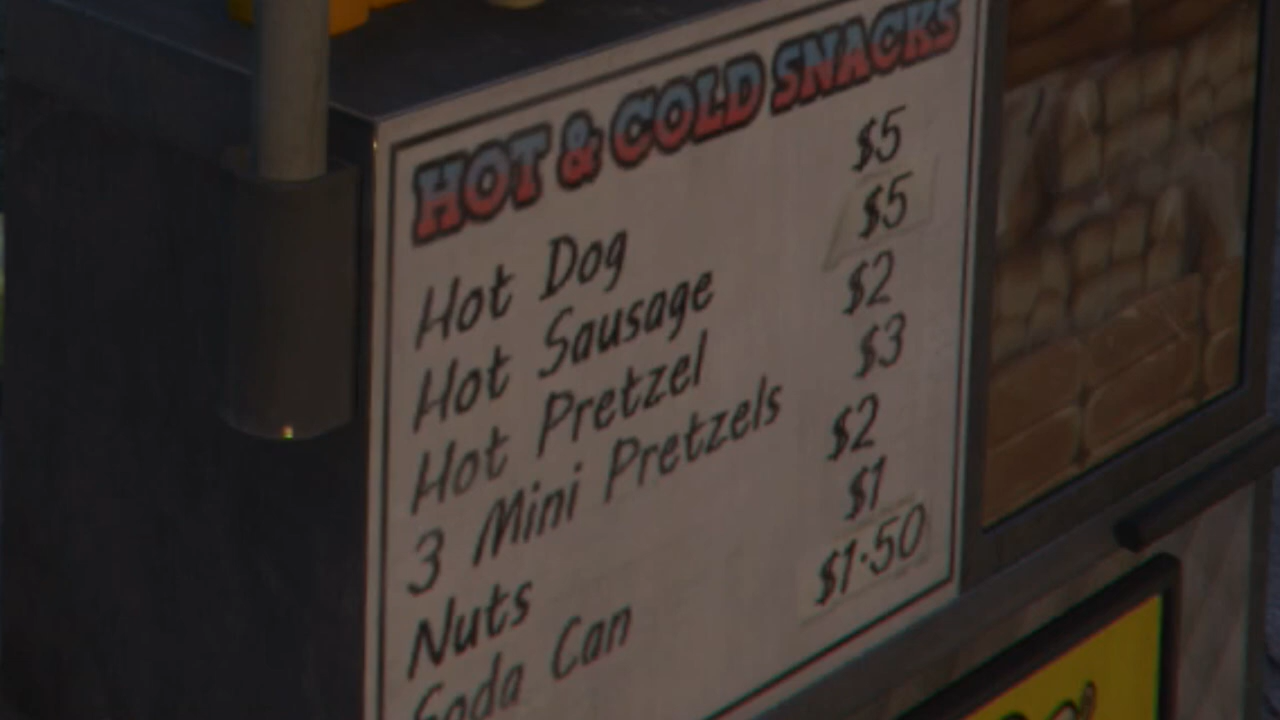 HOT & COLD SNACKS
Hot Dog $5
Hot Sausage $5
Hot Pretzel $2
3 Mini Pretzels $3
Nuts $2
Soda Can $1
$1.50